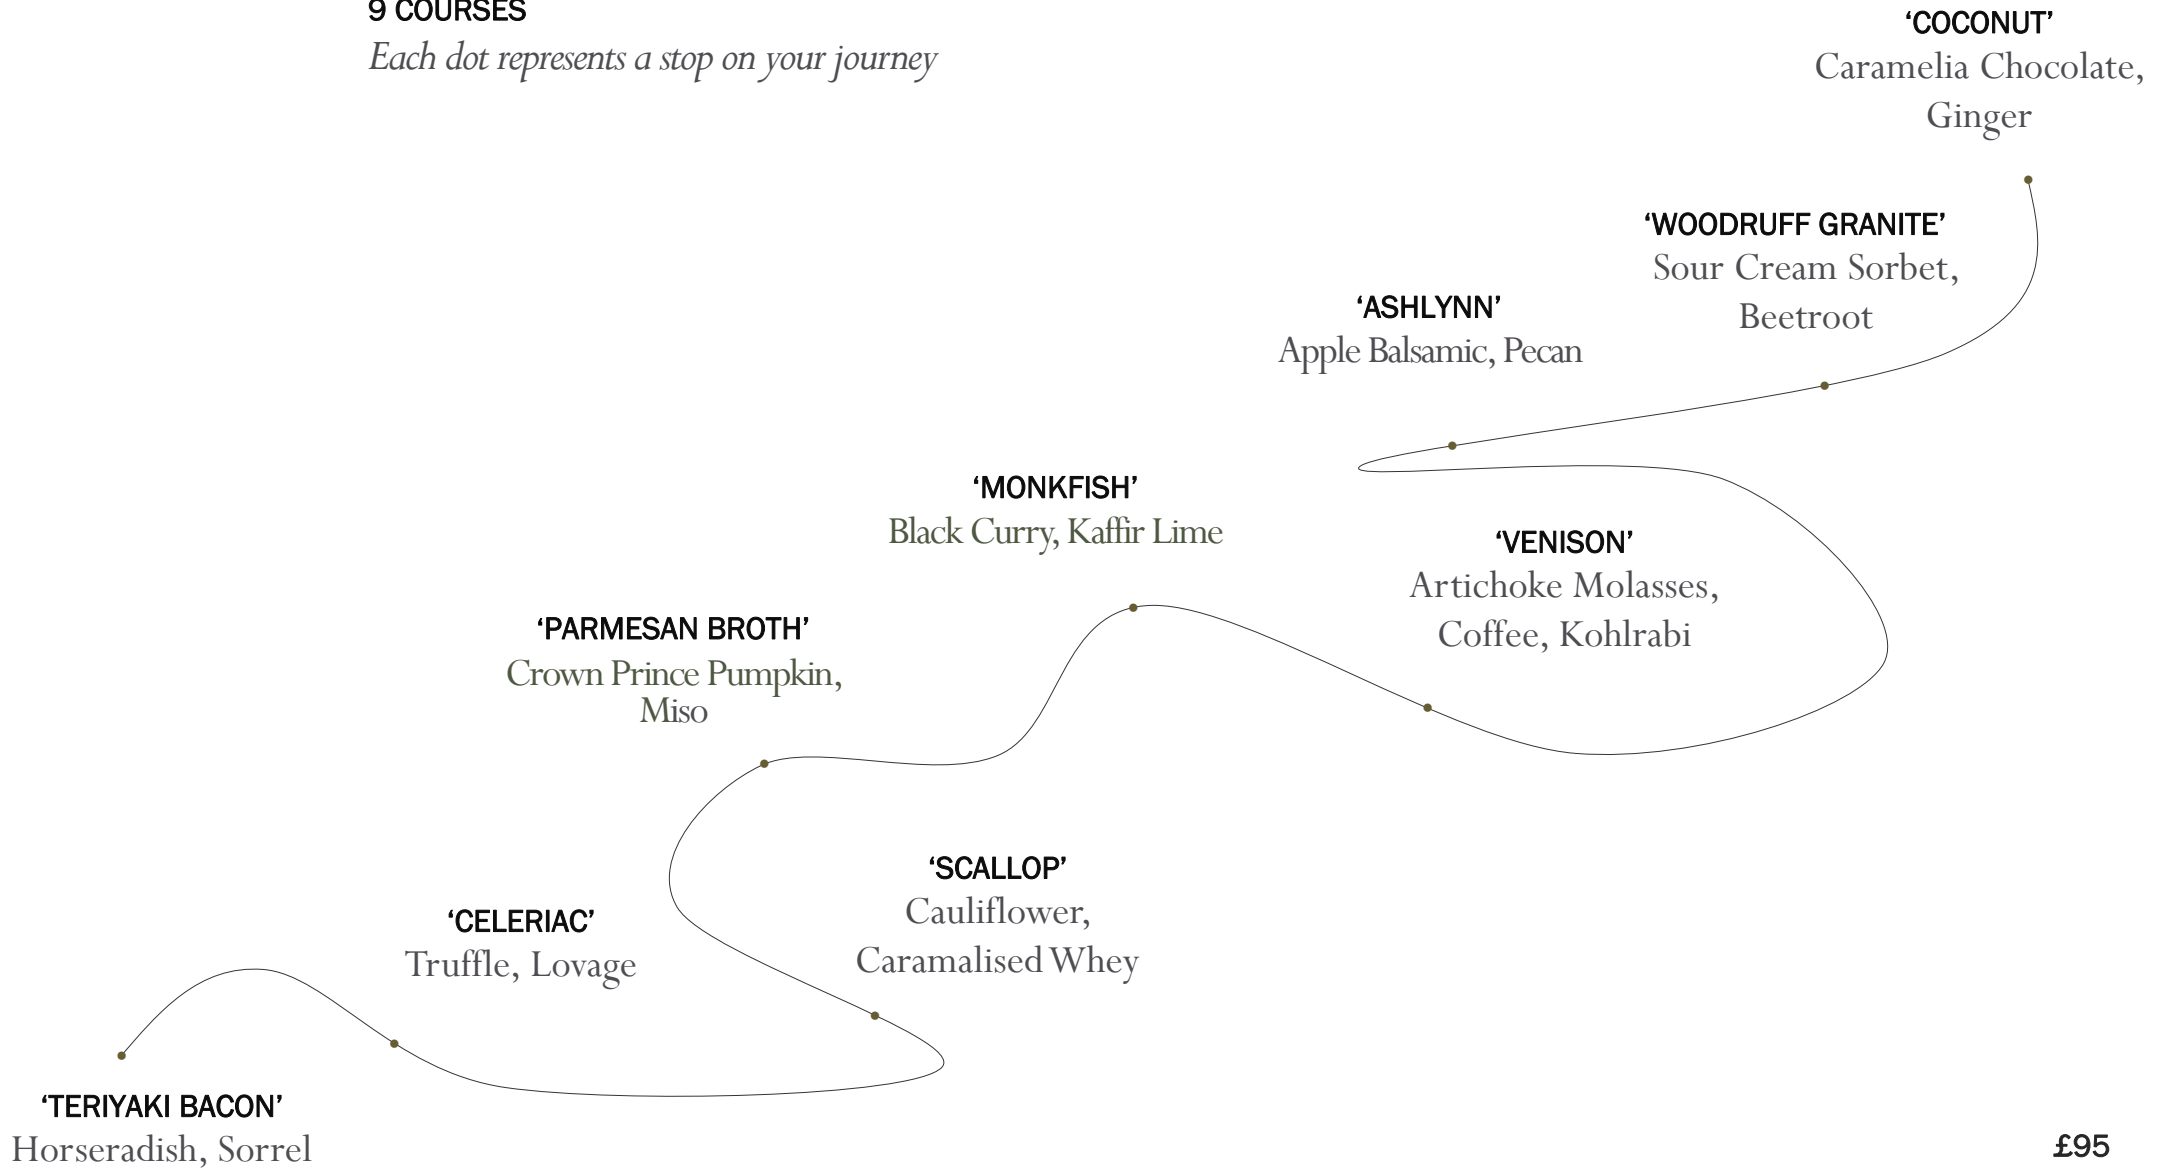 9 COURSES
Each dot represents a stop on your journey
‘COCONUT’
Caramelia Chocolate,
Ginger
‘WOODRUFF GRANITE’
Sour Cream Sorbet,
Beetroot
‘ASHLYNN’
Apple Balsamic, Pecan
‘MONKFISH’
Black Curry, Kaffir Lime
‘VENISON’
Artichoke Molasses,
Coffee, Kohlrabi
‘PARMESAN BROTH’
Crown Prince Pumpkin,
Miso
‘SCALLOP’
Cauliflower,
Caramalised Whey
‘CELERIAC’
Truffle, Lovage
‘TERIYAKI BACON’
Horseradish, Sorrel
£95